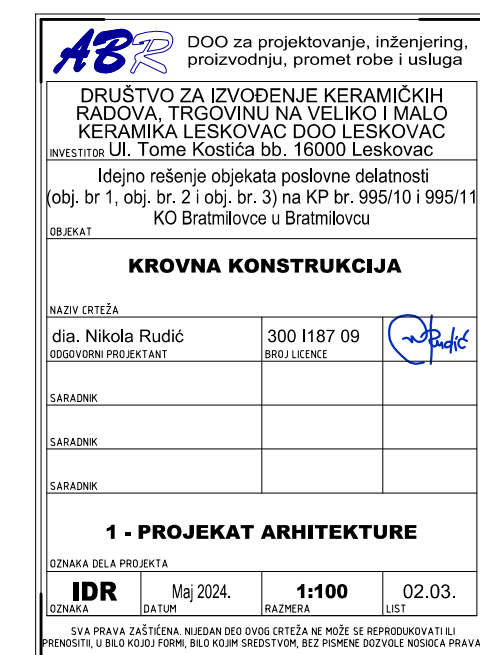 ABR
DOO za projektovanje, inženjering,
proizvodnju, promet robe i usluga
DRUŠTVO ZA IZVOĐENJE KERAMIČKIH
RADOVA, TRGOVINU NA VELIKO I MALO
KERAMIKA LESKOVAC DOO LESKOVAC
INVESTITOR Ul. Tome Kostića bb. 16000 Leskovac
Idejno rešenje objekata poslovne delatnosti
(obj. br 1, obj. br. 2 i obj. br. 3) na KP br. 995/10 i 995/11
KO Bratmilovce u Bratmilovcu
OBJEKAT
KROVNA KONSTRUKCIJA
NAZIV CRTEŽA
dia. Nikola Rudić 300 I187 09 Rudić
ODGOVORNI PROJEKTANT BROJ LICENCE
SARADNIK
SARADNIK
SARADNIK
1 - PROJEKAT ARHITEKTURE
OZNAKA DELA PROJEKTA
IDR Maj 2024. 1:100 02.03.
OZNAKA DATUM RAZMERA LIST
SVA PRAVA ZAŠTIĆENA. NIJEDAN DEO OVOG CRTEŽA NE MOŽE SE REPRODUKOVATI ILI
PRENOSITI, U BILO KOJOJ FORMI, BILO KOJIM SREDSTVOM, BEZ PISMENE DOZVOLE NOSIOCA PRAVA